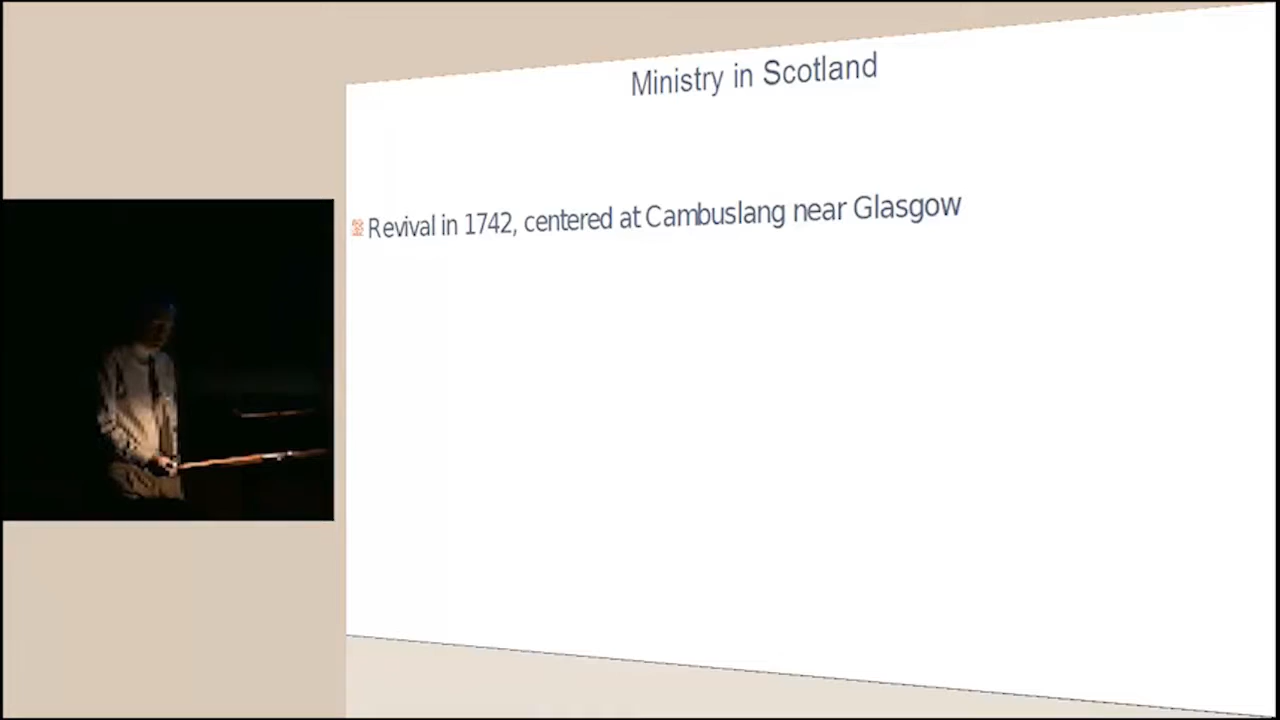 Ministry in Scotland
Revival in 1742, centered at Cambuslang near Glasgow